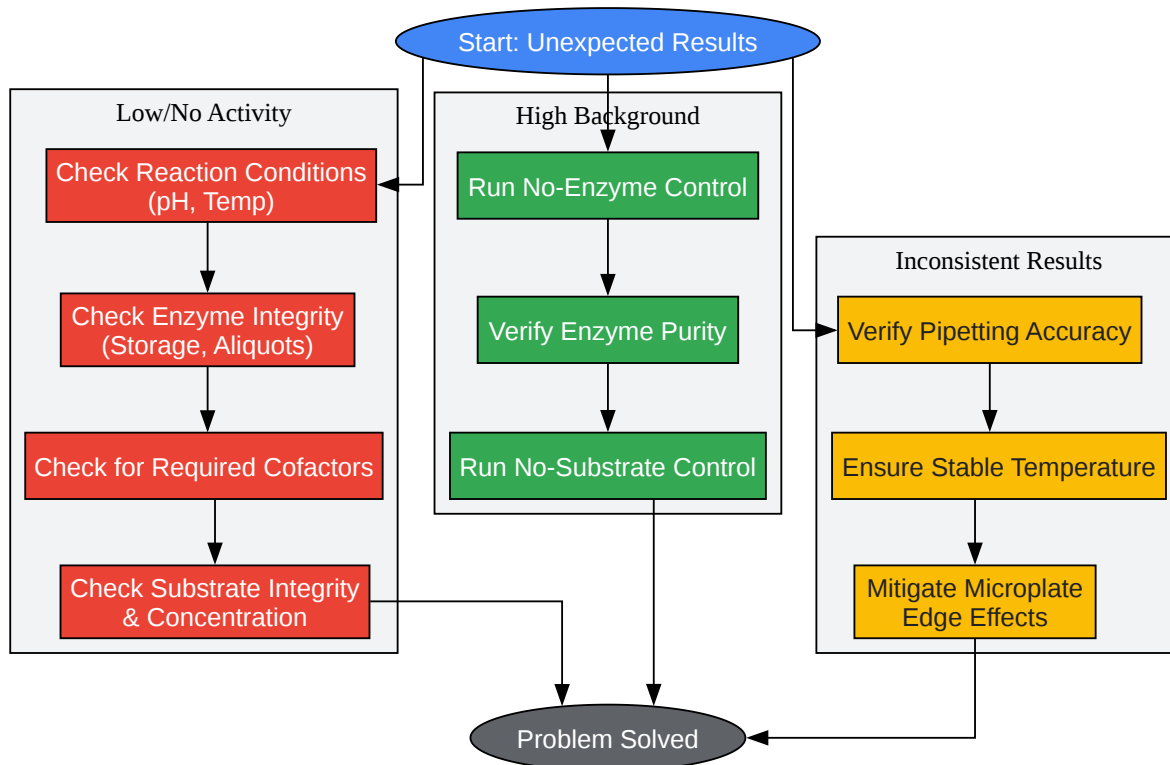 Start: Unexpected Results
Low/No Activity
Check Reaction Conditions
(pH, Temp)
Check Enzyme Integrity
(Storage, Aliquots)
Check for Required Cofactors
Check Substrate Integrity
& Concentration
High Background
Run No-Enzyme Control
Verify Enzyme Purity
Run No-Substrate Control
Inconsistent Results
Verify Pipetting Accuracy
Ensure Stable Temperature
Mitigate Microplate
Edge Effects
Problem Solved